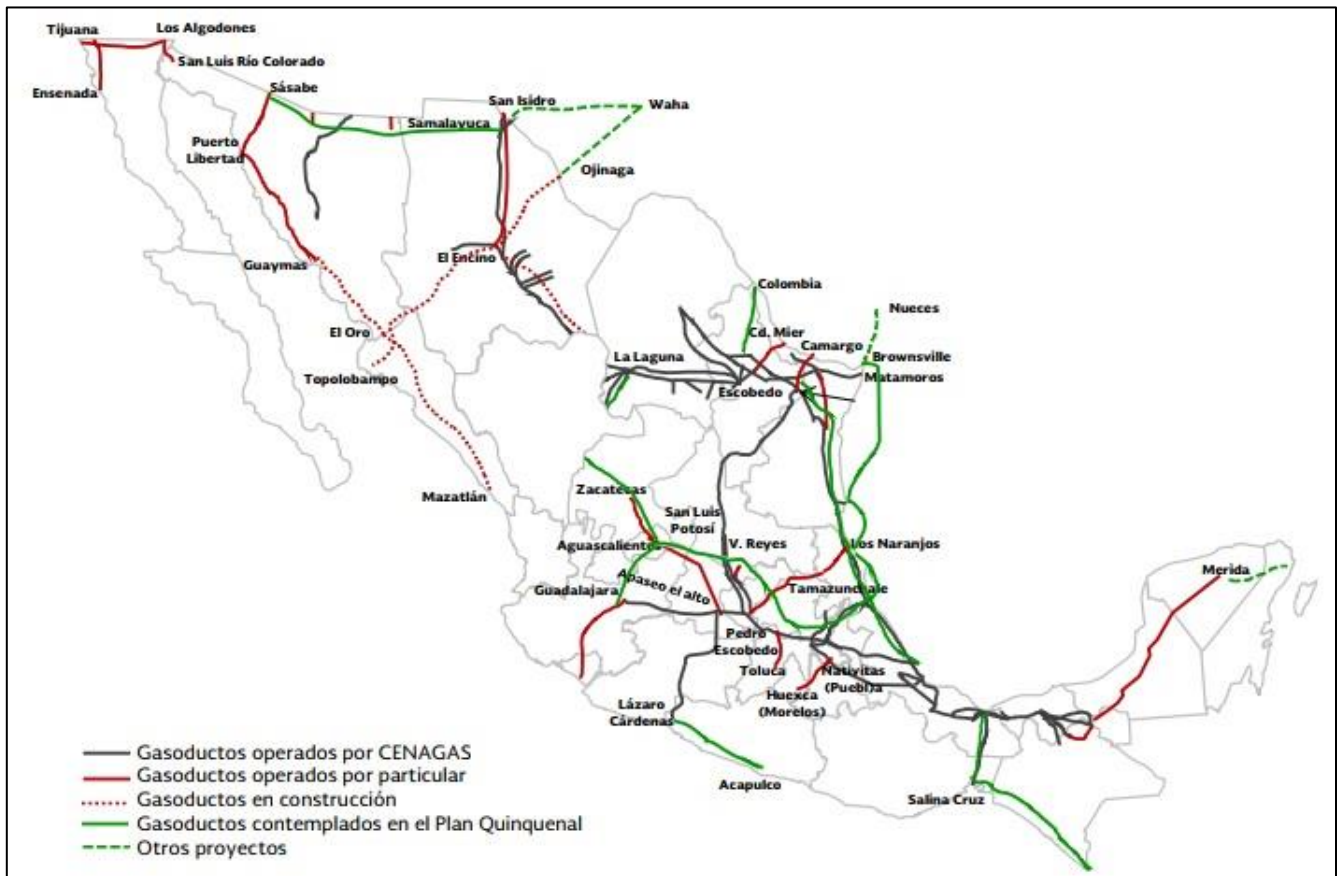 Tijuana
Los Algodones
San Luis Río Colorado
Ensenada
Sásabe
San Isidro
Waha
Samalayuca
Puerto
Libertad
Ojinaga
El Encino
Guaymas
Colombia
Nueces
Cd. Mier
Camargo
El Oro
La Laguna
Brownsville
Matamoros
Topolobampo
Escobedo
Mazatlán
Zacatecas
San Luis
Potosí
Aguascalientes
V. Reyes
Los Naranjos
Merida
Apaseo el alto
Guadalajara
Tamazunchale
Pedro
Escobedo
Toluca
Nativitas
(Puebl)a
Huexca
(Morelos)
Lázaro
Cárdenas
Acapulco
Salina Cruz
Gasoductos operados por CENAGAS
Gasoductos operados por particular
Gasoductos en construcción
Gasoductos contemplados en el Plan Quinquenal
Otros proyectos